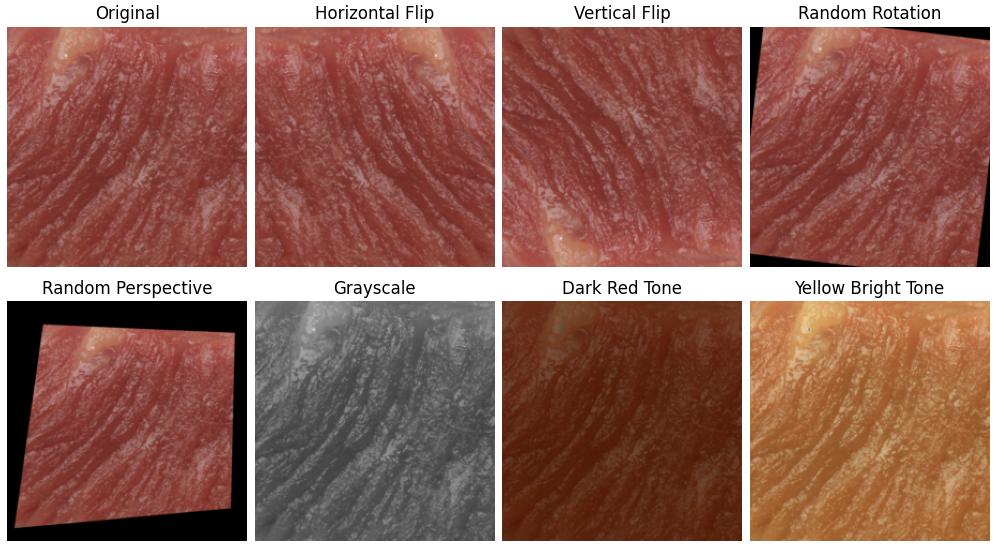 Original
Horizontal Flip
Vertical Flip
Random Rotation
Random Perspective
Grayscale
Dark Red Tone
Yellow Bright Tone